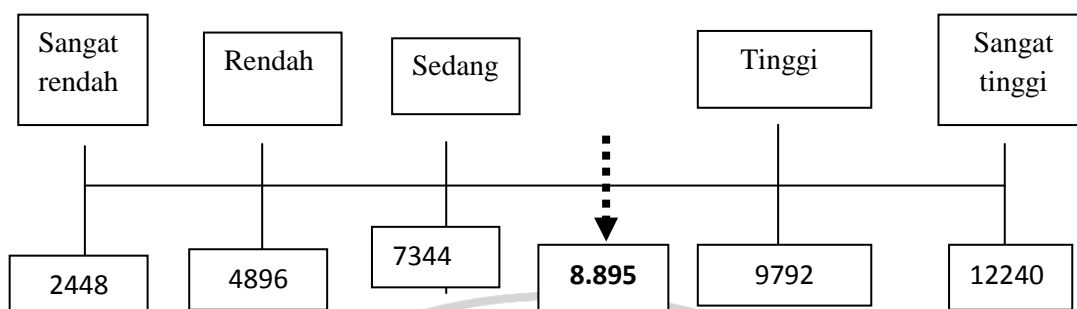 Sangat
rendah
Rendah
Sedang
Tinggi
Sangat
tinggi
2448
4896
7344
8.895
9792
12240